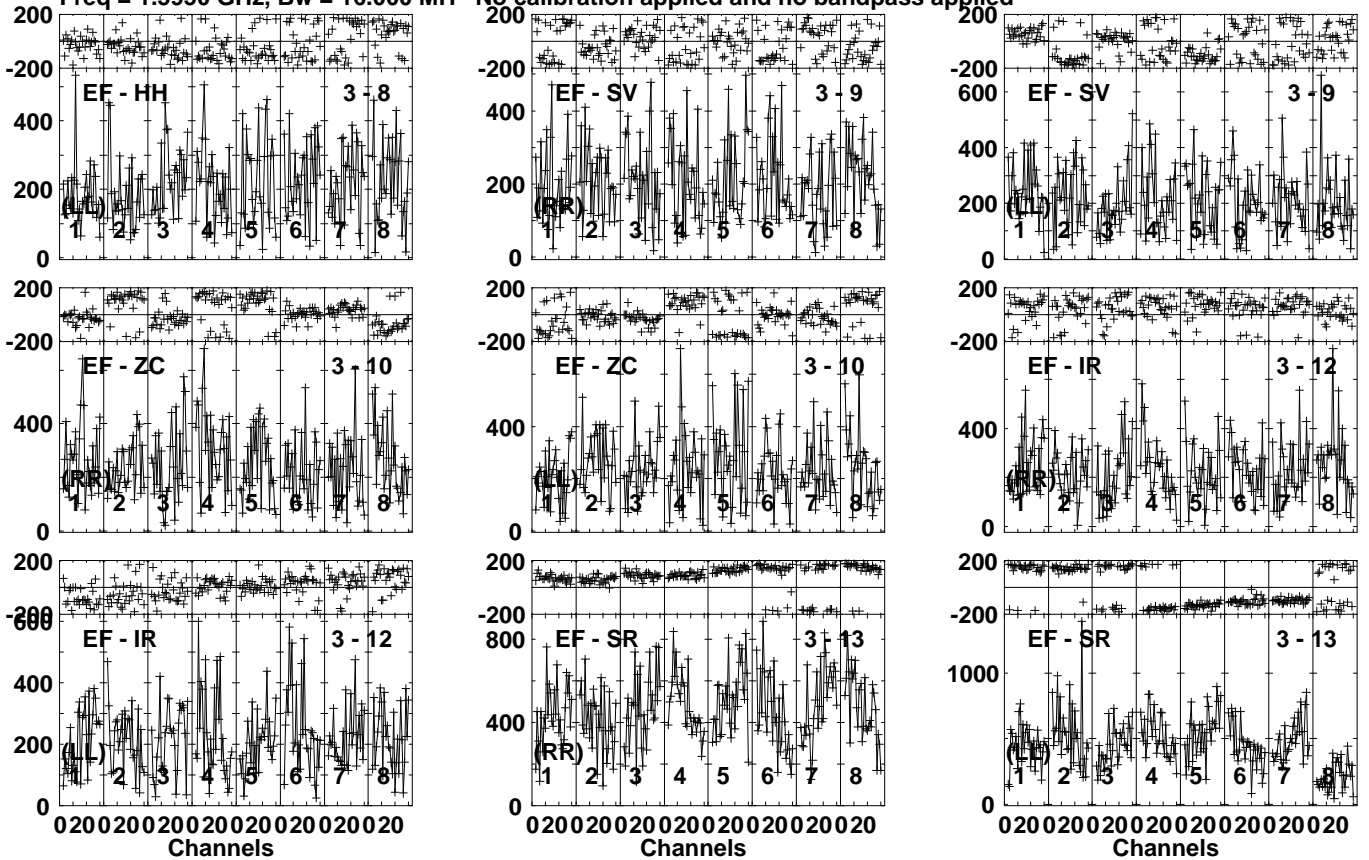 Freq = 1.5950 GHz, Bw = 16.000 MH No calibration applied and no bandpass applied
200 200 200
-200 -200 -200
EF - HH 3 - 8 EF - SV 3 - 9 EF - SV 3 - 9
600
400 400 400
200 200 200
(LL) (RR) (LL)
1 2 3 4 5 6 7 8 1 2 3 4 5 6 7 8 1 2 3 4 5 6 7 8
0 0 0
200 200 200
-200 -200 -200
EF - ZC 3 - 10 EF - ZC 3 - 10 EF - IR 3 - 12
400 400 400
(RR) (LL) (RR)
1 2 3 4 5 6 7 8 1 2 3 4 5 6 7 8 1 2 3 4 5 6 7 8
0 0 0
200 200 200
-200 -200 -200
600
EF - IR 3 - 12 EF - SR 3 - 13 EF - SR 3 - 13
800
400 400 1000
200
(LL) (RR) (LL)
1 2 3 4 5 6 7 8 1 2 3 4 5 6 7 8 1 2 3 4 5 6 7 8
0 0 0
0 20 0 20 0 20 0 20 0 20 0 20 0 20 0 20 0 20 0 20 0 20 0 20 0 20 0 20 0 20 0 20 0 20 0 20 0 20 0 20 0 20 0 20 0 20 0 20
Channels Channels Channels